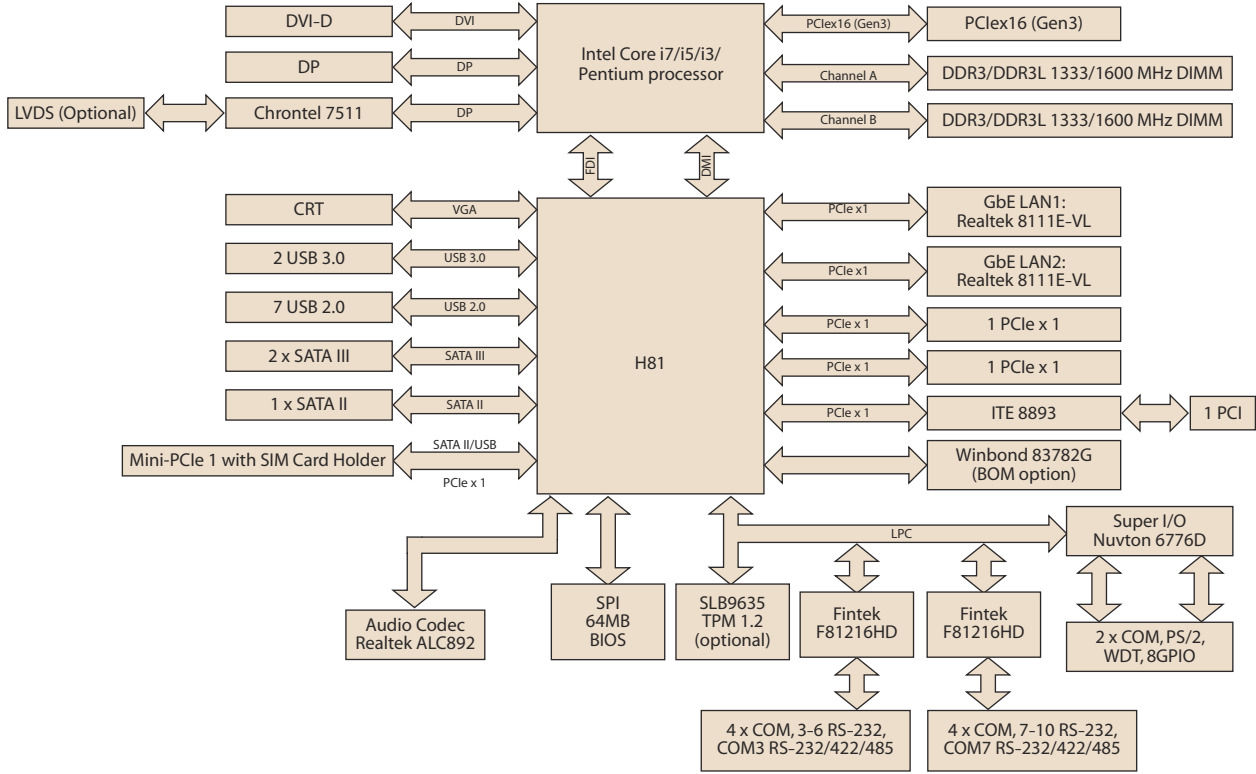 DVI-D
DVI
Intel Core i7/i5/i3/
Pentium processor
PCIex16 (Gen3)
PCIex16 (Gen3)
DP
DP
Channel A
DDR3/DDR3L 1333/1600 MHz DIMM
LVDS (Optional)
Chrontel 7511
DP
Channel B
DDR3/DDR3L 1333/1600 MHz DIMM
FDI
DMI
CRT
VGA
PCIe x1
GbE LAN1:
Realtek 8111E-VL
2 USB 3.0
USB 3.0
PCIe x1
GbE LAN2:
Realtek 8111E-VL
7 USB 2.0
USB 2.0
PCIe x 1
1 PCIe x 1
2 x SATA III
SATA III
H81
PCIe x 1
1 PCIe x 1
1 x SATA II
SATA II
PCIe x 1
ITE 8893
1 PCI
Mini-PCIe 1 with SIM Card Holder
SATA II/USB
PCIe x 1
Winbond 83782G
(BOM option)
LPC
Super I/O
Nuvton 6776D
Audio Codec
Realtek ALC892
SPI
64MB
BIOS
SLB9635
TPM 1.2
(optional)
Fintek
F81216HD
Fintek
F81216HD
2 x COM, PS/2,
WDT, 8GPIO
4 x COM, 3-6 RS-232,
COM3 RS-232/422/485
4 x COM, 7-10 RS-232,
COM7 RS-232/422/485